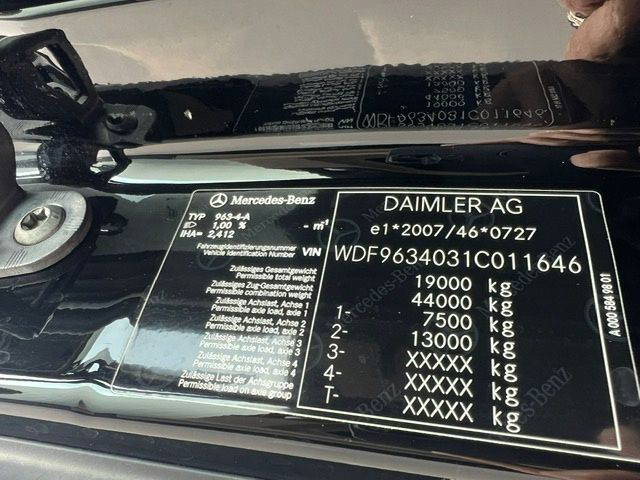 Mercedes-Benz
TYP 963-4-A
1,00 % - m⁻¹
IHA= 2,412
Fahrzeugidentifizierungsnummer
Vehicle Identification Number VIN
Zulässiges Gesamtgewicht
Permissible total weight
Zulässiges Zug-Gesamtgewicht
Permissible combination weight
Zulässige Achslast, Achse 1
Permissible axle load, axle 1
Zulässige Achslast, Achse 2
Permissible axle load, axle 2
Zulässige Achslast, Achse 3
Permissible axle load, axle 3
Zulässige Achslast, Achse 4
Permissible axle load, axle 4
Zulässige Last der Achsgruppe
Permissible load on axle group
DAIMLER AG
e1*2007/46*0727
WDF9634031C011646
19000 kg
44000 kg
1- 7500 kg
2- 13000 kg
3- XXXXX kg
4- XXXXX kg
T- XXXXX kg
A 000 584 98 01
Mercedes-Benz